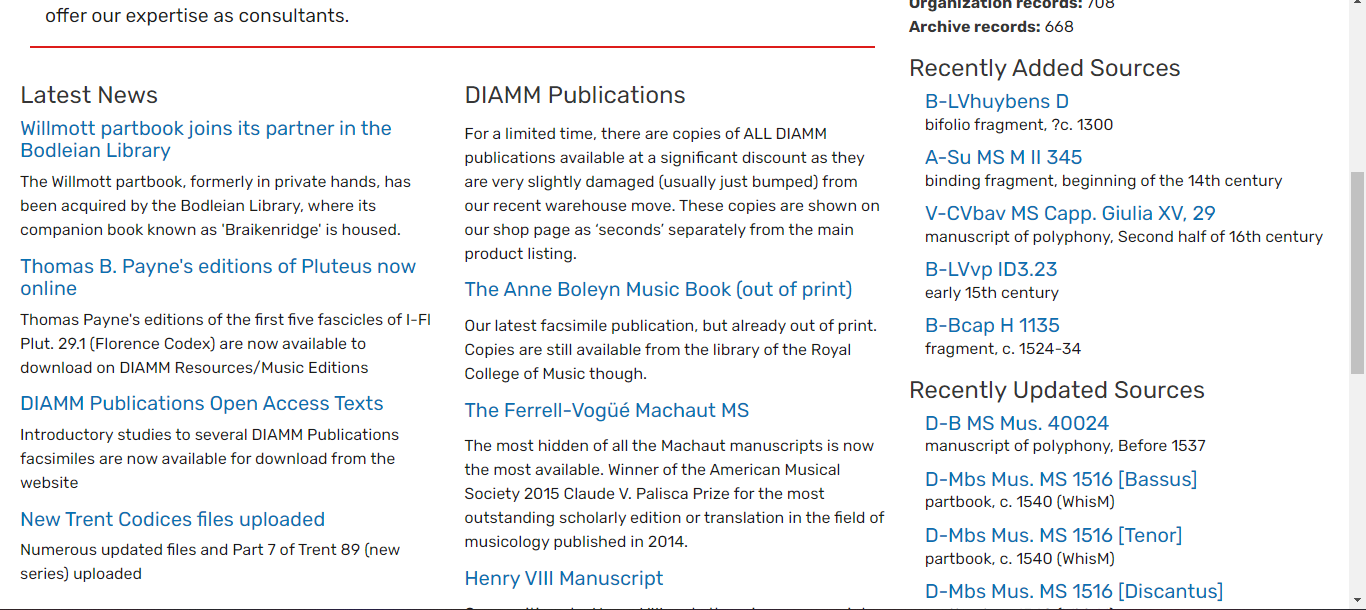 offer our expertise as consultants.
Latest News
Willmott partbook joins its partner in the
Bodleian Library
The Willmott partbook, formerly in private hands, has
been acquired by the Bodleian Library, where its
companion book known as 'Braikenridge' is housed.
Thomas B. Payne's editions of Pluteus now
online
Thomas Payne's editions of the first five fascicles of I-Fl
Plut. 29.1 (Florence Codex) are now available to
download on DIAMM Resources/Music Editions
DIAMM Publications Open Access Texts
Introductory studies to several DIAMM Publications
facsimiles are now available for download from the
website
New Trent Codices files uploaded
Numerous updated files and Part 7 of Trent 89 (new
series) uploaded
DIAMM Publications
For a limited time, there are copies of ALL DIAMM
publications available at a significant discount as they
are very slightly damaged (usually just bumped) from
our recent warehouse move. These copies are shown on
our shop page as ‘seconds’ separately from the main
product listing.
The Anne Boleyn Music Book (out of print)
Our latest facsimile publication, but already out of print.
Copies are still available from the library of the Royal
College of Music though.
The Ferrell-Vogüé Machaut MS
The most hidden of all the Machaut manuscripts is now
the most available. Winner of the American Musical
Society 2015 Claude V. Palisca Prize for the most
outstanding scholarly edition or translation in the field of
musicology published in 2014.
Henry VIII Manuscript
Organization records: 708
Archive records: 668
Recently Added Sources
B-LVhuybens D
bifolio fragment, ?c. 1300
A-Su MS M II 345
binding fragment, beginning of the 14th century
V-CVbav MS Capp. Giulia XV, 29
manuscript of polyphony, Second half of 16th century
B-LVvp ID3.23
early 15th century
B-Bcap H 1135
fragment, c. 1524-34
Recently Updated Sources
D-B MS Mus. 40024
manuscript of polyphony, Before 1537
D-Mbs Mus. MS 1516 [Bassus]
partbook, c. 1540 (WhisM)
D-Mbs Mus. MS 1516 [Tenor]
partbook, c. 1540 (WhisM)
D-Mbs Mus. MS 1516 [Discantus]